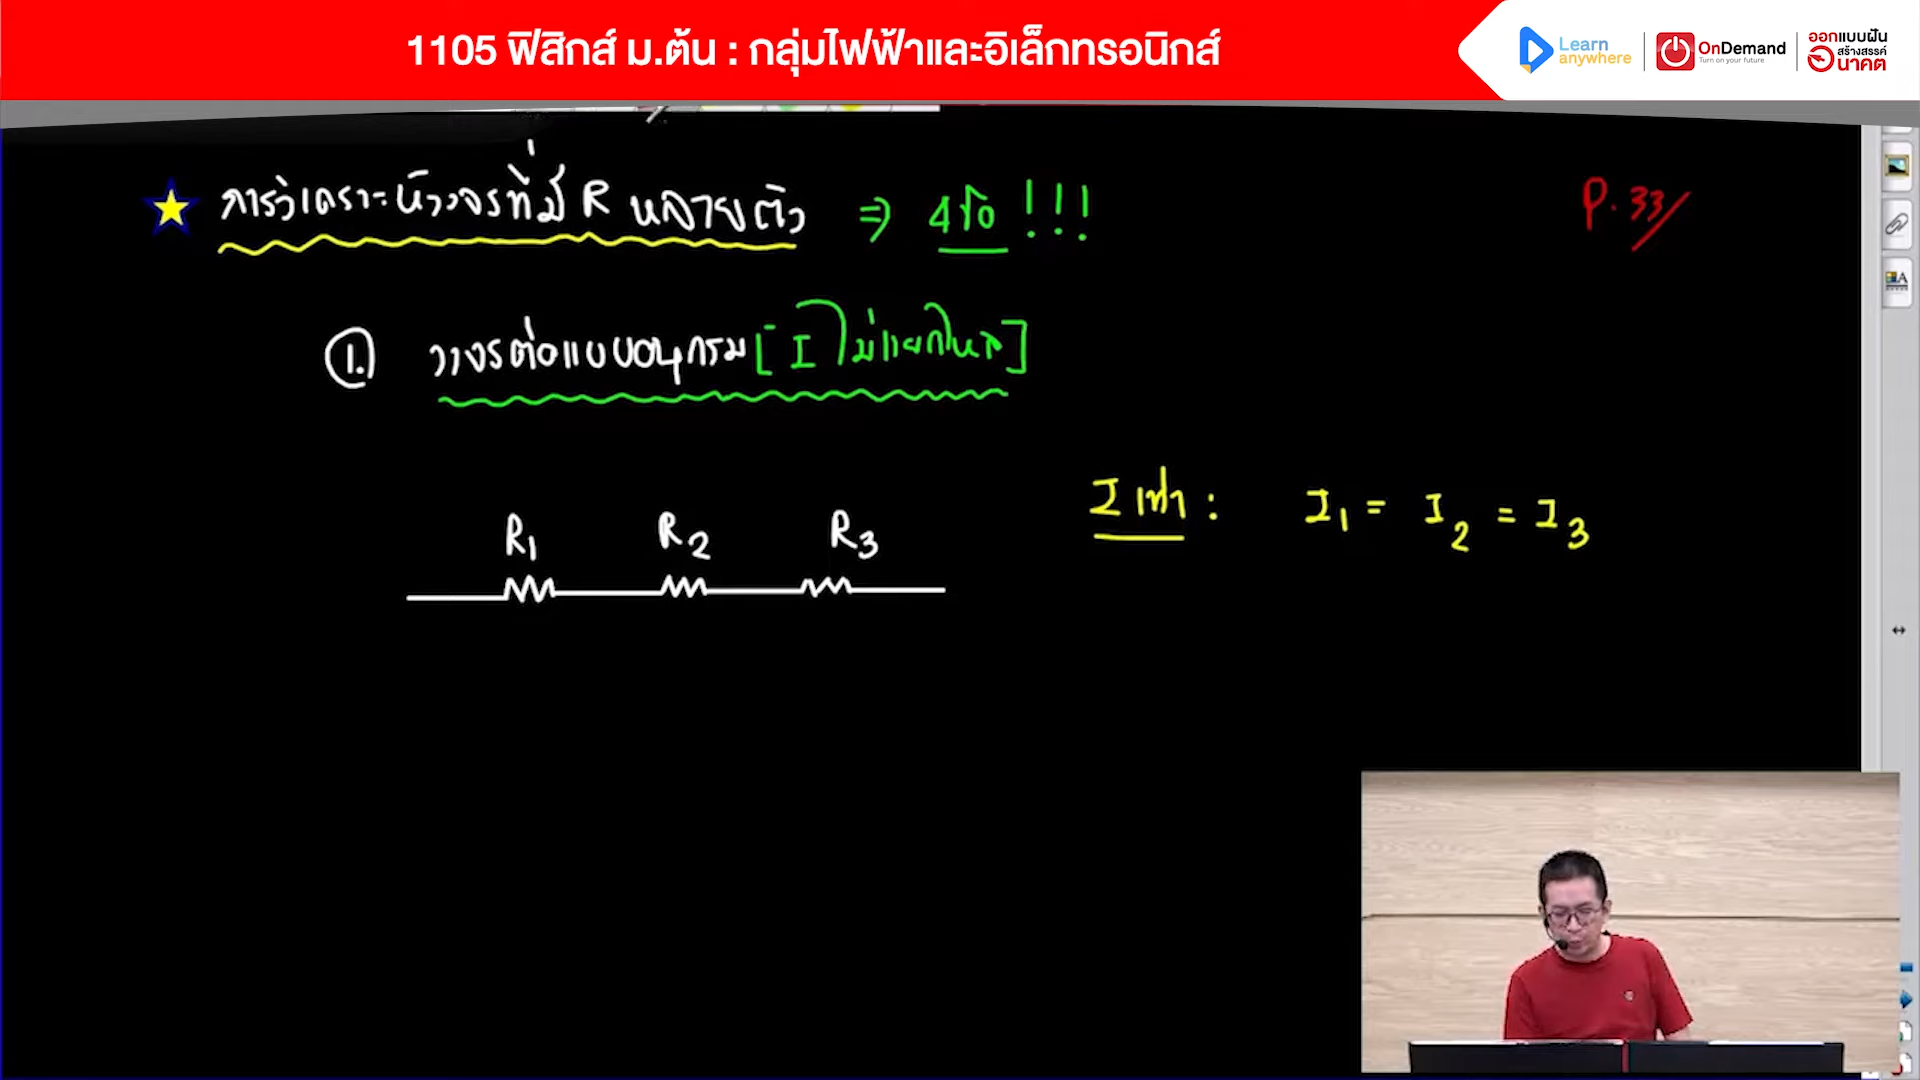 1105 ฟิสิกส์ ม.ต้น : กลุ่มไฟฟ้าและอิเล็กทรอนิกส์
Learn anywhere
OnDemand
Turn on your future
ออกแบบฝัน
สร้างสรรค์
อนาคต
การวิเคราะห์วงจรที่มี R หลายตัว ⇒ 4 ข้อ !!!
P. 33/
1. วงจรต่อแบบอนุกรม [ I ไม่แยกไหล ]
I เท่า : I₁ = I₂ = I₃
R₁ R₂ R₃